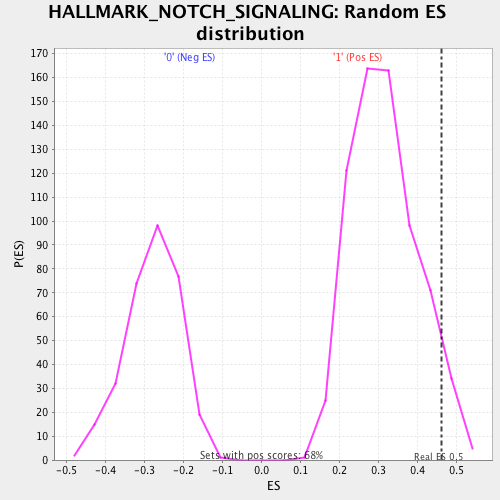 HALLMARK_NOTCH_SIGNALING: Random ES
distribution
'0' (Neg ES)
'1' (Pos ES)
170
160
150
140
130
120
110
100
90
80
70
60
50
40
30
20
10
0
P(ES)
Sets with pos scores: 68%
Real ES 0,5
-0.5 -0.4 -0.3 -0.2 -0.1 0.0 0.1 0.2 0.3 0.4 0.5
ES